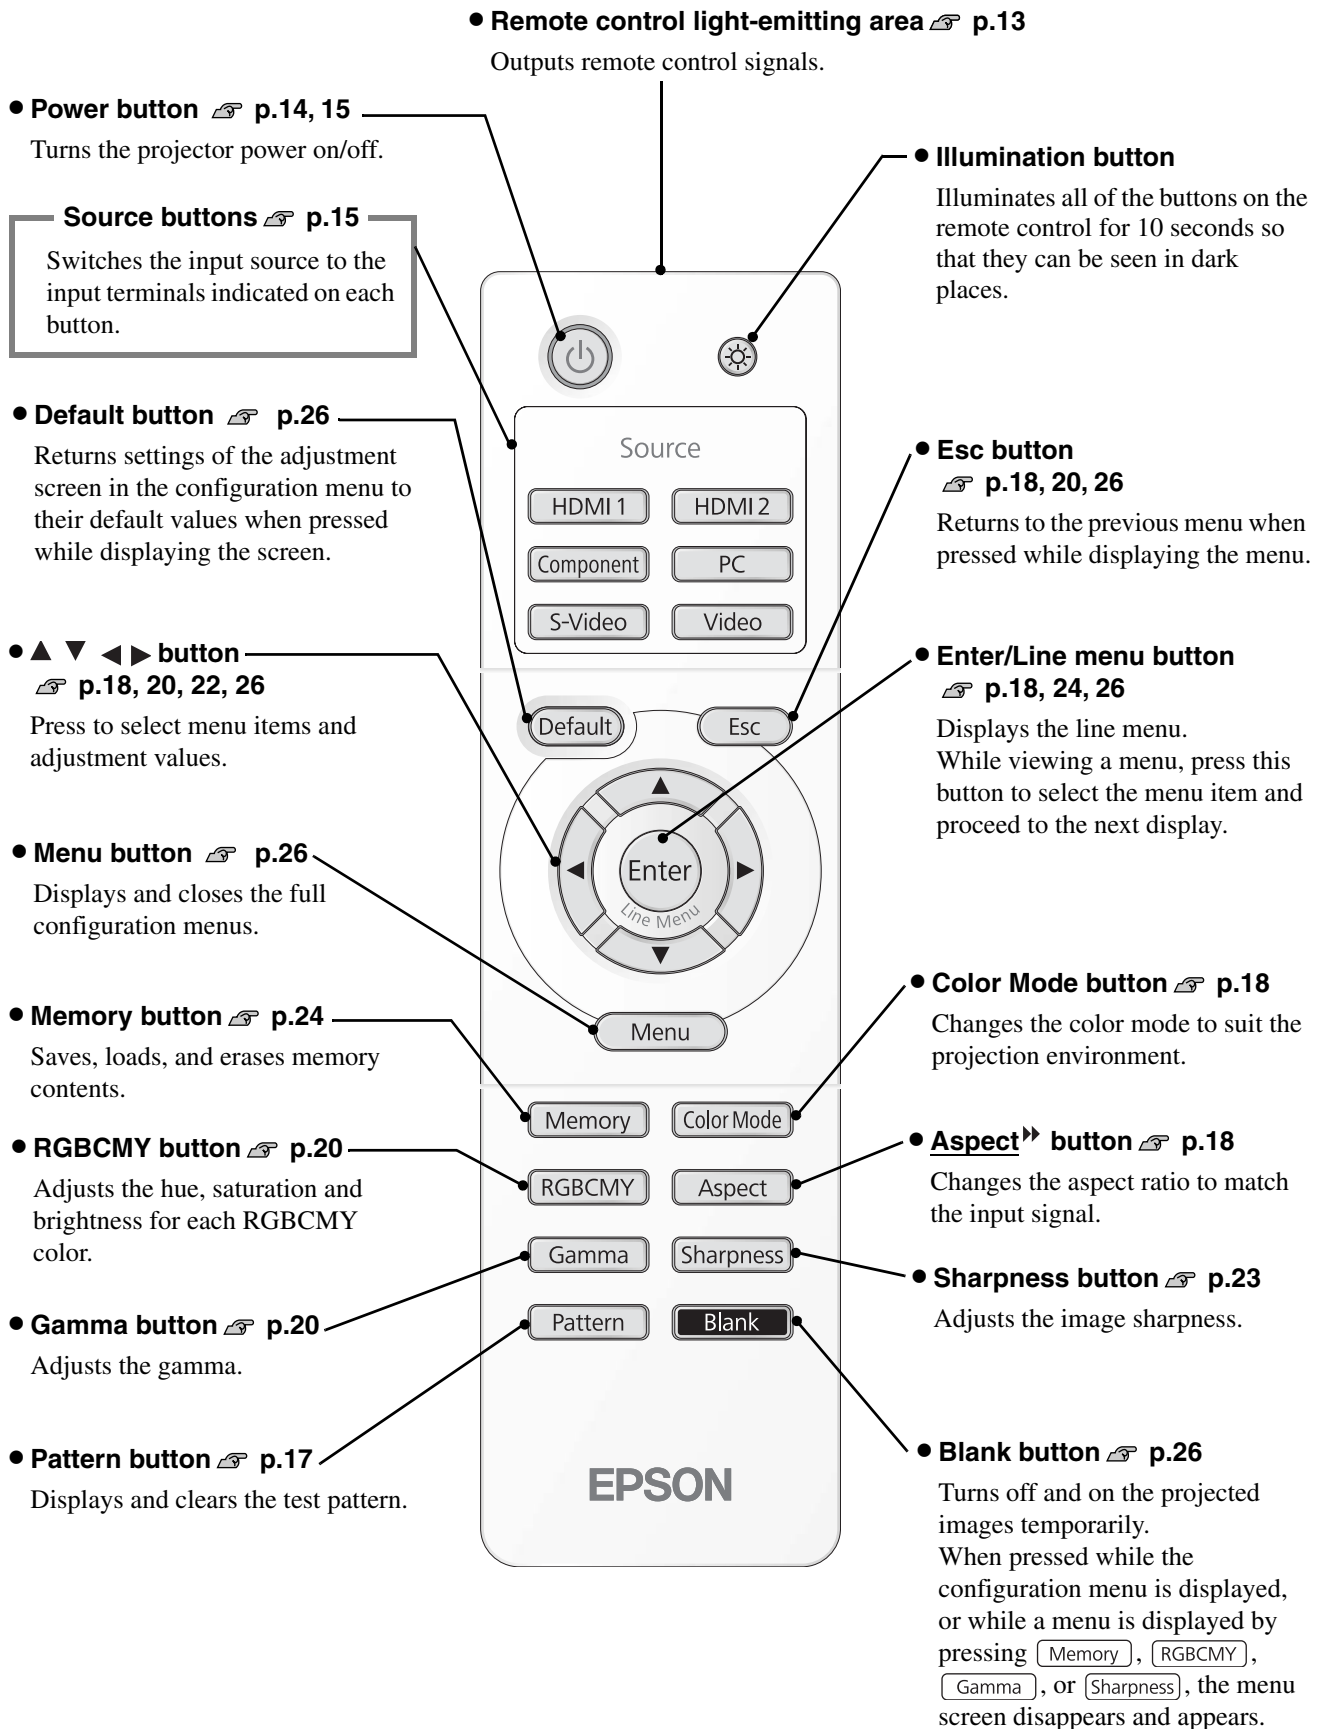 ● Remote control light-emitting area ☞ p.13
Outputs remote control signals.
● Power button ☞ p.14, 15
Turns the projector power on/off.
Source buttons ☞ p.15
Switches the input source to the
input terminals indicated on each
button.
● Default button ☞ p.26
Returns settings of the adjustment
screen in the configuration menu to
their default values when pressed
while displaying the screen.
● ▲ ▼ ◀ ▶ button
☞ p.18, 20, 22, 26
Press to select menu items and
adjustment values.
● Menu button ☞ p.26
Displays and closes the full
configuration menus.
● Memory button ☞ p.24
Saves, loads, and erases memory
contents.
● RGBCMY button ☞ p.20
Adjusts the hue, saturation and
brightness for each RGBCMY
color.
● Gamma button ☞ p.20
Adjusts the gamma.
● Pattern button ☞ p.17
Displays and clears the test pattern.
Source
HDMI 1
HDMI 2
Component
PC
S-Video
Video
Default
Esc
▲
◀
Enter
▶
Line Menu
▼
Menu
Memory
Color Mode
RGBCMY
Aspect
Gamma
Sharpness
Pattern
Blank
EPSON
● Illumination button
Illuminates all of the buttons on the
remote control for 10 seconds so
that they can be seen in dark
places.
● Esc button
☞ p.18, 20, 26
Returns to the previous menu when
pressed while displaying the menu.
● Enter/Line menu button
☞ p.18, 24, 26
Displays the line menu.
While viewing a menu, press this
button to select the menu item and
proceed to the next display.
● Color Mode button ☞ p.18
Changes the color mode to suit the
projection environment.
● Aspect▶▶ button ☞ p.18
Changes the aspect ratio to match
the input signal.
● Sharpness button ☞ p.23
Adjusts the image sharpness.
● Blank button ☞ p.26
Turns off and on the projected
images temporarily.
When pressed while the
configuration menu is displayed,
or while a menu is displayed by
pressing Memory, RGBCMY,
Gamma, or Sharpness, the menu
screen disappears and appears.